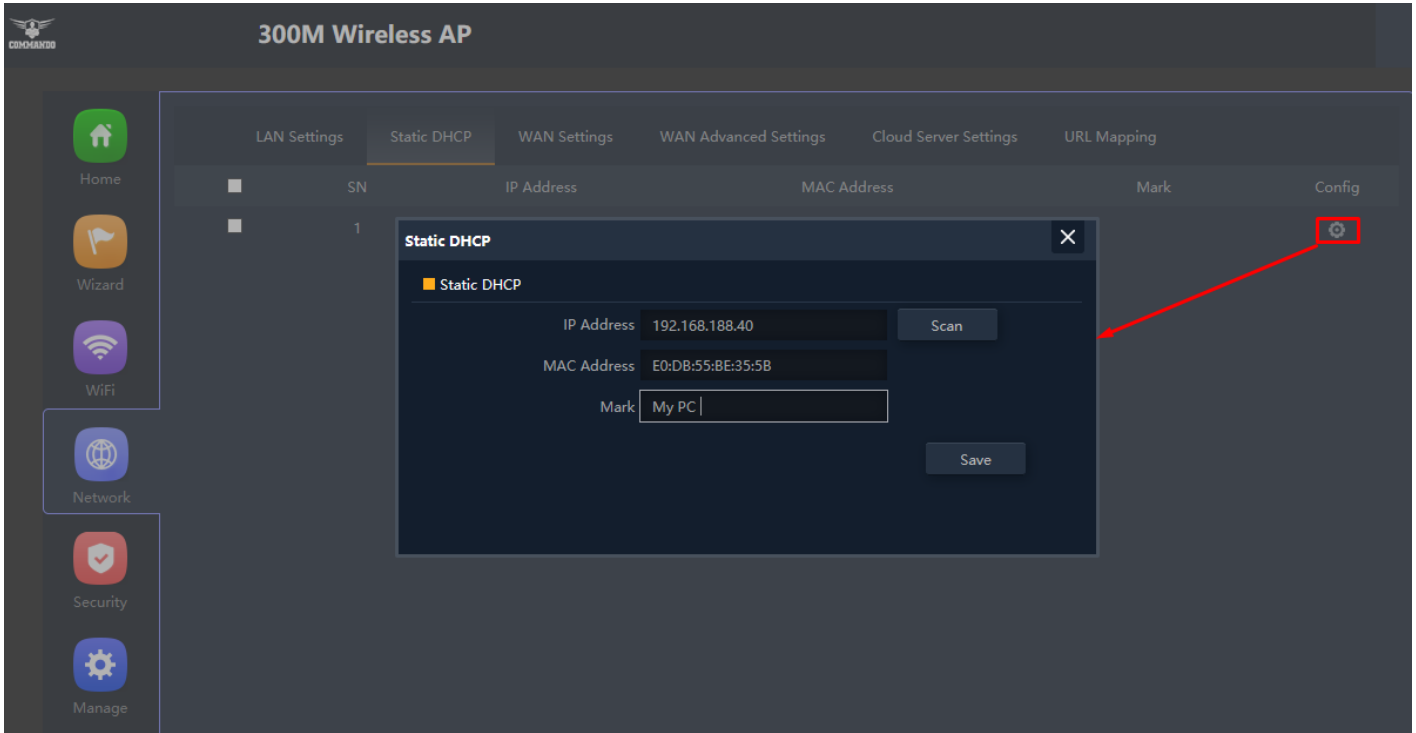 COMMANDO
300M Wireless AP
Home
Wizard
WiFi
Network
Security
Manage
LAN Settings Static DHCP WAN Settings WAN Advanced Settings Cloud Server Settings URL Mapping
SN IP Address MAC Address Mark Config
1
Static DHCP
Static DHCP
IP Address 192.168.188.40 Scan
MAC Address E0:DB:55:BE:35:5B
Mark My PC
Save